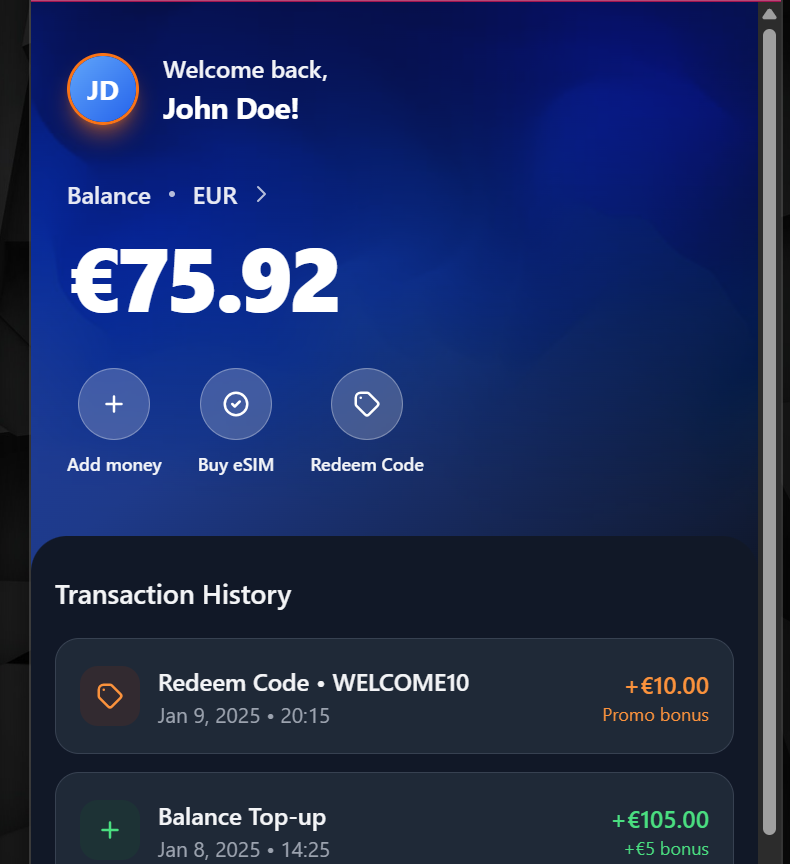 JD
Welcome back,
John Doe!
Balance • EUR
€75.92
Add money
Buy eSIM
Redeem Code
Transaction History
Redeem Code • WELCOME10
+€10.00
Jan 9, 2025 • 20:15
Promo bonus
Balance Top-up
+€105.00
Jan 8, 2025 • 14:25
+€5 bonus